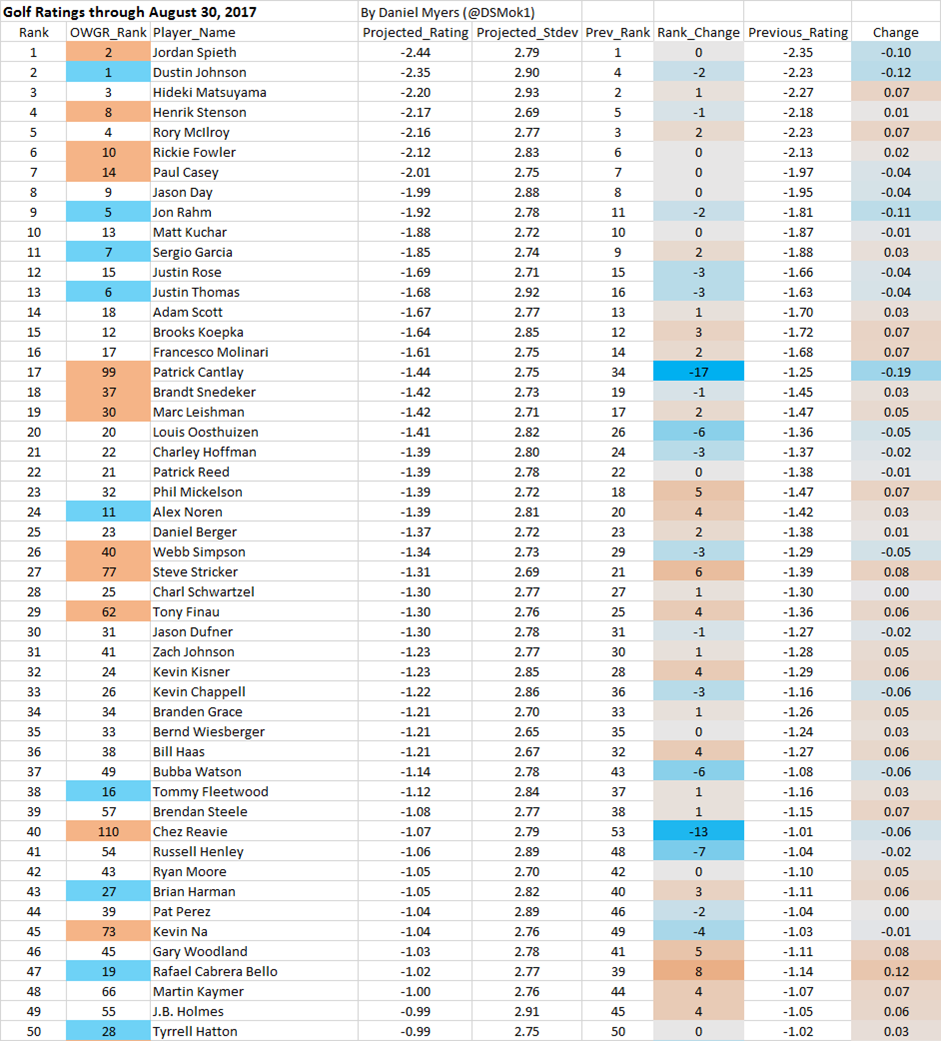 Golf Ratings through August 30, 2017 By Daniel Myers (@DSMok1)
Rank OWGR_Rank Player_Name Projected_Rating Projected_Stdev Prev_Rank Rank_Change Previous_Rating Change
1 2 Jordan Spieth -2.44 2.79 1 0 -2.35 -0.10
2 1 Dustin Johnson -2.35 2.90 4 -2 -2.23 -0.12
3 3 Hideki Matsuyama -2.20 2.93 2 1 -2.27 0.07
4 8 Henrik Stenson -2.17 2.69 5 -1 -2.18 0.01
5 4 Rory McIlroy -2.16 2.77 3 2 -2.23 0.07
6 10 Rickie Fowler -2.12 2.83 6 0 -2.13 0.02
7 14 Paul Casey -2.01 2.75 7 0 -1.97 -0.04
8 9 Jason Day -1.99 2.88 8 0 -1.95 -0.04
9 5 Jon Rahm -1.92 2.78 11 -2 -1.81 -0.11
10 13 Matt Kuchar -1.88 2.72 10 0 -1.87 -0.01
11 7 Sergio Garcia -1.85 2.74 9 2 -1.88 0.03
12 15 Justin Rose -1.69 2.71 15 -3 -1.66 -0.04
13 6 Justin Thomas -1.68 2.92 16 -3 -1.63 -0.04
14 18 Adam Scott -1.67 2.77 13 1 -1.70 0.03
15 12 Brooks Koepka -1.64 2.85 12 3 -1.72 0.07
16 17 Francesco Molinari -1.61 2.75 14 2 -1.68 0.07
17 99 Patrick Cantlay -1.44 2.75 34 -17 -1.25 -0.19
18 37 Brandt Snedeker -1.42 2.73 19 -1 -1.45 0.03
19 30 Marc Leishman -1.42 2.71 17 2 -1.47 0.05
20 20 Louis Oosthuizen -1.41 2.82 26 -6 -1.36 -0.05
21 22 Charley Hoffman -1.39 2.80 24 -3 -1.37 -0.02
22 21 Patrick Reed -1.39 2.78 22 0 -1.38 -0.01
23 32 Phil Mickelson -1.39 2.72 18 5 -1.47 0.07
24 11 Alex Noren -1.39 2.81 20 4 -1.42 0.03
25 23 Daniel Berger -1.37 2.72 23 2 -1.38 0.01
26 40 Webb Simpson -1.34 2.73 29 -3 -1.29 -0.05
27 77 Steve Stricker -1.31 2.69 21 6 -1.39 0.08
28 25 Charl Schwartzel -1.30 2.77 27 1 -1.30 0.00
29 62 Tony Finau -1.30 2.76 25 4 -1.36 0.06
30 31 Jason Dufner -1.30 2.78 31 -1 -1.27 -0.02
31 41 Zach Johnson -1.23 2.77 30 1 -1.28 0.05
32 24 Kevin Kisner -1.23 2.85 28 4 -1.29 0.06
33 26 Kevin Chappell -1.22 2.86 36 -3 -1.16 -0.06
34 34 Branden Grace -1.21 2.70 33 1 -1.26 0.05
35 33 Bernd Wiesberger -1.21 2.65 35 0 -1.24 0.03
36 38 Bill Haas -1.21 2.67 32 4 -1.27 0.06
37 49 Bubba Watson -1.14 2.78 43 -6 -1.08 -0.06
38 16 Tommy Fleetwood -1.12 2.84 37 1 -1.16 0.03
39 57 Brendan Steele -1.08 2.77 38 1 -1.15 0.07
40 110 Chez Reavie -1.07 2.79 53 -13 -1.01 -0.06
41 54 Russell Henley -1.06 2.89 48 -7 -1.04 -0.02
42 43 Ryan Moore -1.05 2.70 42 0 -1.10 0.05
43 27 Brian Harman -1.05 2.82 40 3 -1.11 0.06
44 39 Pat Perez -1.04 2.89 46 -2 -1.04 0.00
45 73 Kevin Na -1.04 2.76 49 -4 -1.03 -0.01
46 45 Gary Woodland -1.03 2.78 41 5 -1.11 0.08
47 19 Rafael Cabrera Bello -1.02 2.77 39 8 -1.14 0.12
48 66 Martin Kaymer -1.00 2.76 44 4 -1.07 0.07
49 55 J.B. Holmes -0.99 2.91 45 4 -1.05 0.06
50 28 Tyrrell Hatton -0.99 2.75 50 0 -1.02 0.03